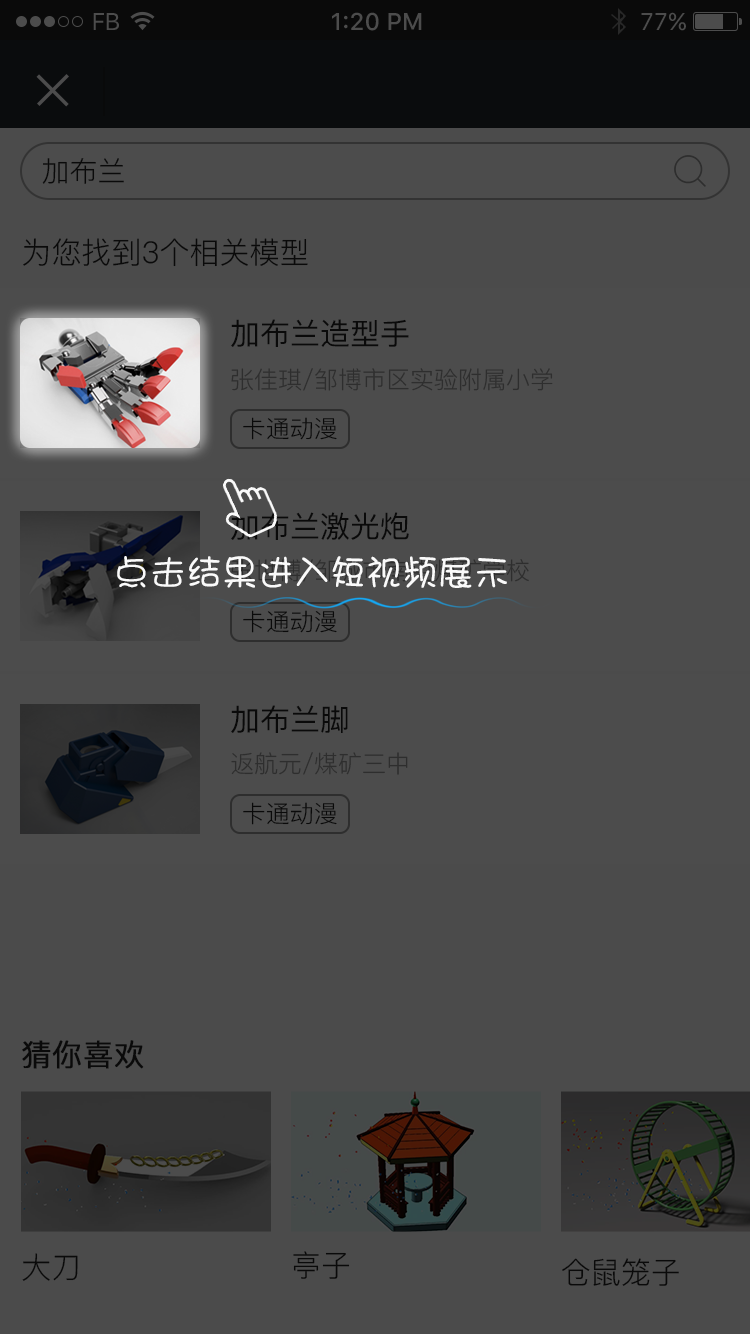 FB 1:20 PM 77%
加布兰
为您找到3个相关模型
加布兰造型手
张佳琪/邹博市区实验附属小学
卡通动漫
加布兰激光炮
点击结果进入短视频展示
校
卡通动漫
加布兰脚
返航元/煤矿三中
卡通动漫
猜你喜欢
大刀
亭子
仓鼠笼子